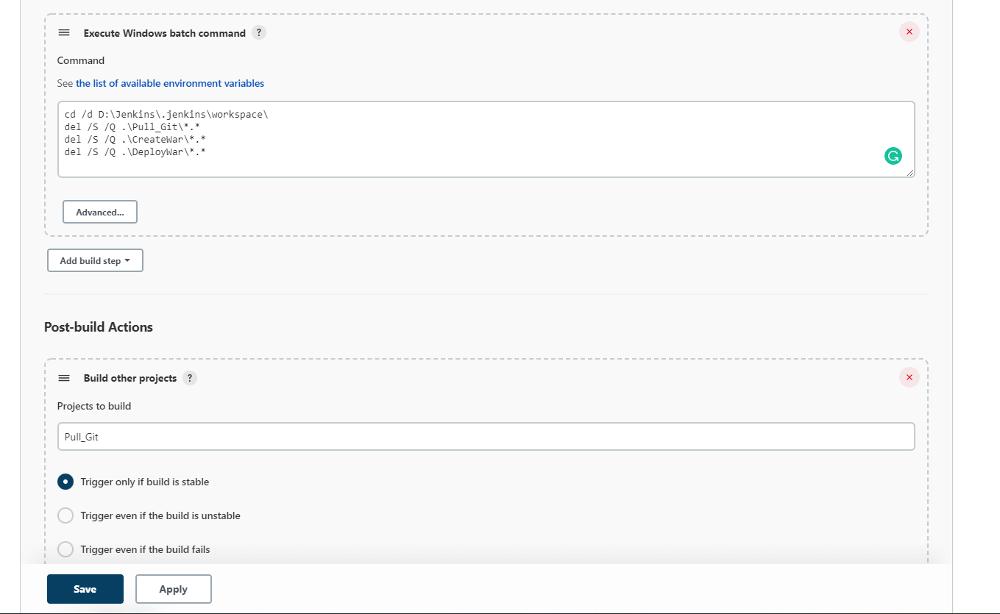 Execute Windows batch command ?
Command
See the list of available environment variables
cd /d D:\Jenkins\.jenkins\workspace\
del /S /Q .\Pull_Git\*.*
del /S /Q .\CreateWar\*.*
del /S /Q .\DeployWar\*.*
Advanced...
Add build step
Post-build Actions
Build other projects ?
Projects to build
Pull_Git
Trigger only if build is stable
Trigger even if the build is unstable
Trigger even if the build fails
Save Apply